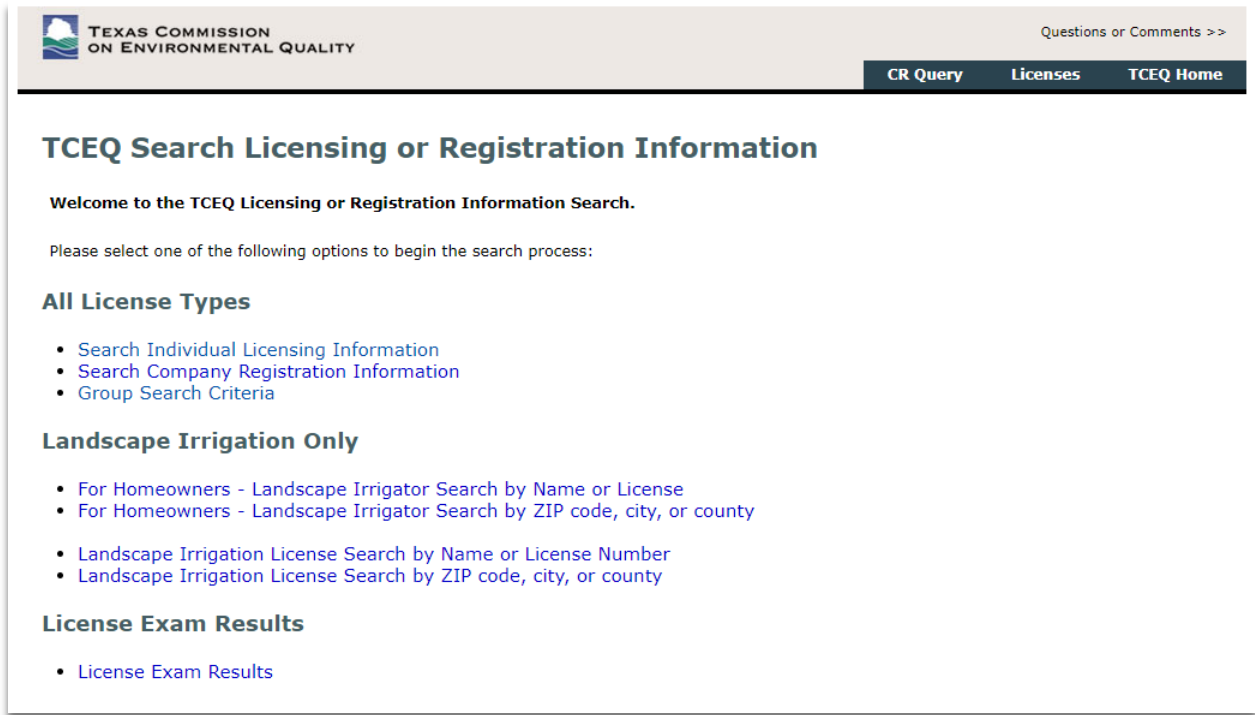 TEXAS COMMISSION
ON ENVIRONMENTAL QUALITY
Questions or Comments >>
CR Query Licenses TCEQ Home
TCEQ Search Licensing or Registration Information
Welcome to the TCEQ Licensing or Registration Information Search.
Please select one of the following options to begin the search process:
All License Types
• Search Individual Licensing Information
• Search Company Registration Information
• Group Search Criteria
Landscape Irrigation Only
• For Homeowners - Landscape Irrigator Search by Name or License
• For Homeowners - Landscape Irrigator Search by ZIP code, city, or county
• Landscape Irrigation License Search by Name or License Number
• Landscape Irrigation License Search by ZIP code, city, or county
License Exam Results
• License Exam Results